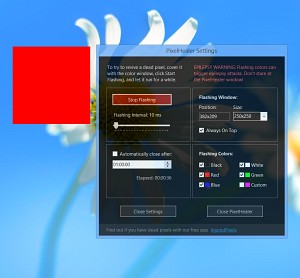 PixelHealer Settings
To try to revive a dead pixel, cover it
with the color window, click Start
Flashing, and let it run for a while.
EPILEPSY WARNING: Flashing colors can
trigger epilepsy attacks. Don't stare at
the PixelHealer window!
Stop Flashing
Flashing Interval: 10 ms
Flashing Window:
Position:
Size:
382x209
250x250
Always On Top
Automatically close after:
01:00:00
Elapsed: 00:00:36
Flashing Colors:
Black
White
Red
Green
Blue
Custom
Close Settings
Close PixelHealer
Find out if you have dead pixels with our free app: InjuredPixels